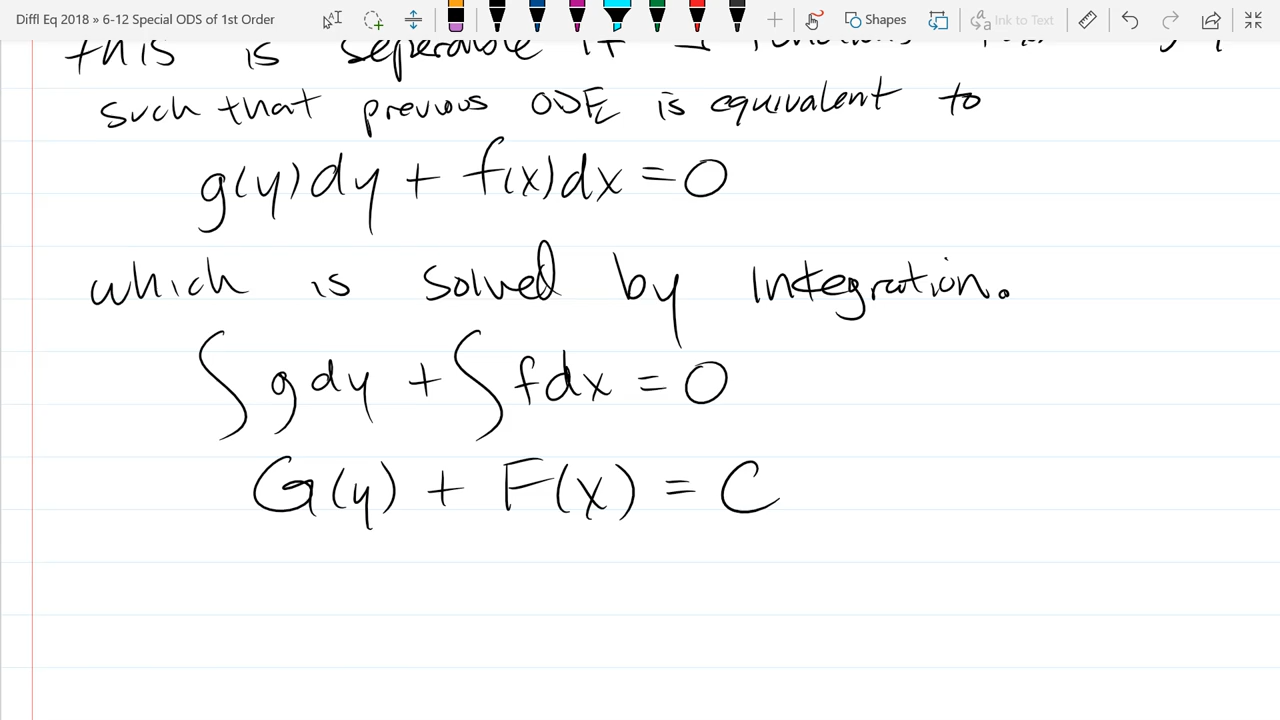 Diffl Eq 2018 » 6-12 Special ODS of 1st Order
Shapes
Ink to Text
this is seperable if ∃ functions
such that previous ODE is equivalent to
g(y)dy + f(x)dx = 0
which is solved by Integration.
∫ g dy + ∫ f dx = 0
G(y) + F(x) = C